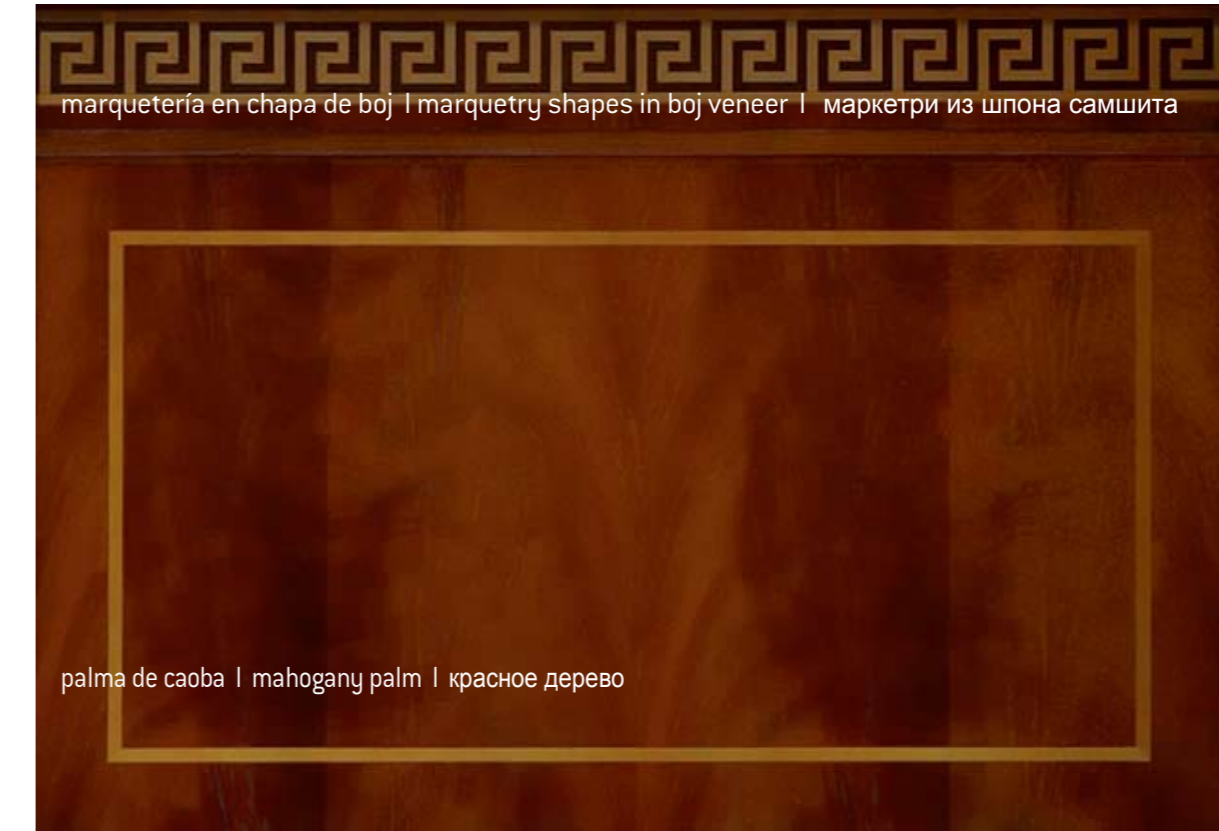 marquetería en chapa de boj | marquetry shapes in boj veneer | маркетри из шпона самшита
palma de caoba | mahogany palm | красное дерево